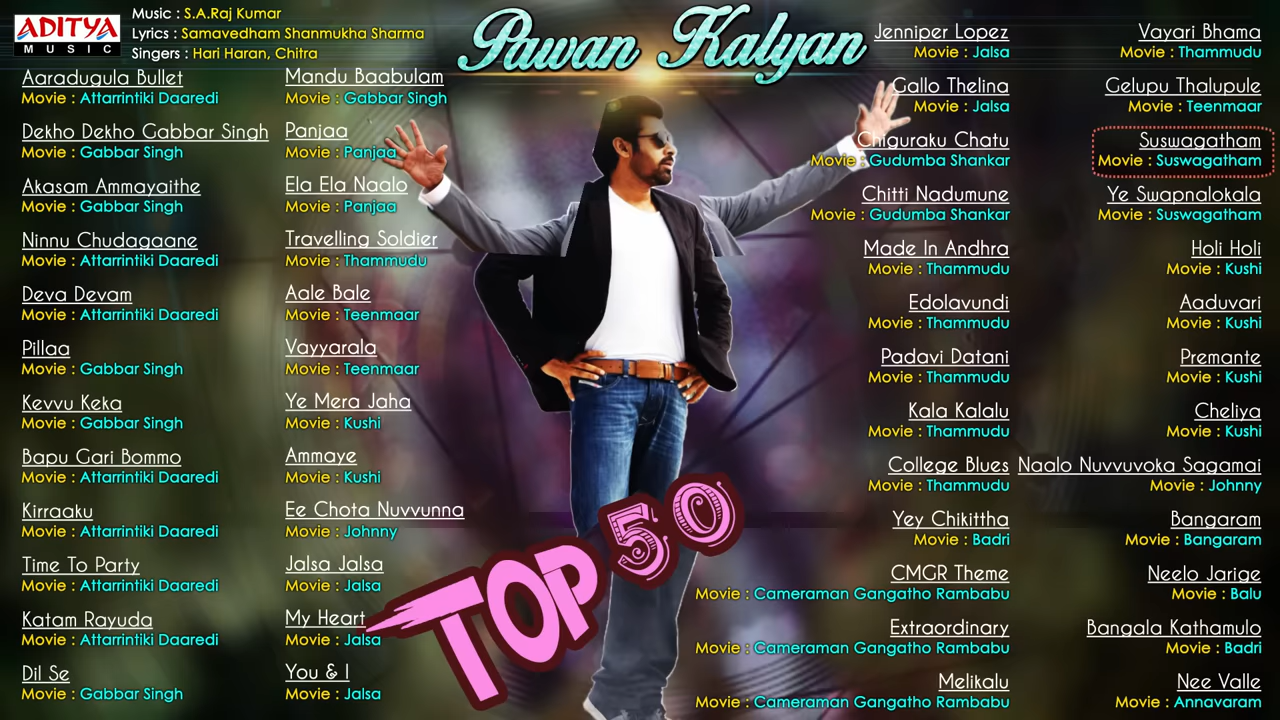 ADITYA
MUSIC
Music : S.A.Raj Kumar
Lyrics : Samavedham Shanmukha Sharma
Singers : Hari Haran, Chitra
Pawan Kalyan
Aaradugula Bullet
Movie : Attarrintiki Daaredi
Dekho Dekho Gabbar Singh
Movie : Gabbar Singh
Akasam Ammayaithe
Movie : Gabbar Singh
Ninnu Chudagaane
Movie : Attarrintiki Daaredi
Deva Devam
Movie : Attarrintiki Daaredi
Pillaa
Movie : Gabbar Singh
Kevvu Keka
Movie : Gabbar Singh
Bapu Gari Bommo
Movie : Attarrintiki Daaredi
Kirraaku
Movie : Attarrintiki Daaredi
Time To Party
Movie : Attarrintiki Daaredi
Katam Rayuda
Movie : Attarrintiki Daaredi
Dil Se
Movie : Gabbar Singh
Mandu Baabulam
Movie : Gabbar Singh
Panjaa
Movie : Panjaa
Ela Ela Naalo
Movie : Panjaa
Travelling Soldier
Movie : Thammudu
Aale Bale
Movie : Teenmaar
Vayyarala
Movie : Teenmaar
Ye Mera Jaha
Movie : Kushi
Ammaye
Movie : Kushi
Ee Chota Nuvvunna
Movie : Johnny
Jalsa Jalsa
Movie : Jalsa
My Heart
Movie : Jalsa
You & I
Movie : Jalsa
TOP 50
Jenniper Lopez
Movie : Jalsa
Gallo Thelina
Movie : Jalsa
Chiguraku Chatu
Movie : Gudumba Shankar
Chitti Nadumune
Movie : Gudumba Shankar
Made In Andhra
Movie : Thammudu
Edolavundi
Movie : Thammudu
Padavi Datani
Movie : Thammudu
Kala Kalalu
Movie : Thammudu
College Blues
Movie : Thammudu
Yey Chikittha
Movie : Badri
CMGR Theme
Movie : Cameraman Gangatho Rambabu
Extraordinary
Movie : Cameraman Gangatho Rambabu
Melikalu
Movie : Cameraman Gangatho Rambabu
Vayari Bhama
Movie : Thammudu
Gelupu Thalupule
Movie : Teenmaar
Suswagatham
Movie : Suswagatham
Ye Swapnalokala
Movie : Suswagatham
Holi Holi
Movie : Kushi
Aaduvari
Movie : Kushi
Premante
Movie : Kushi
Cheliya
Movie : Kushi
Naalo Nuvvuvoka Sagamai
Movie : Johnny
Bangaram
Movie : Bangaram
Neelo Jarige
Movie : Balu
Bangala Kathamulo
Movie : Badri
Nee Valle
Movie : Annavaram